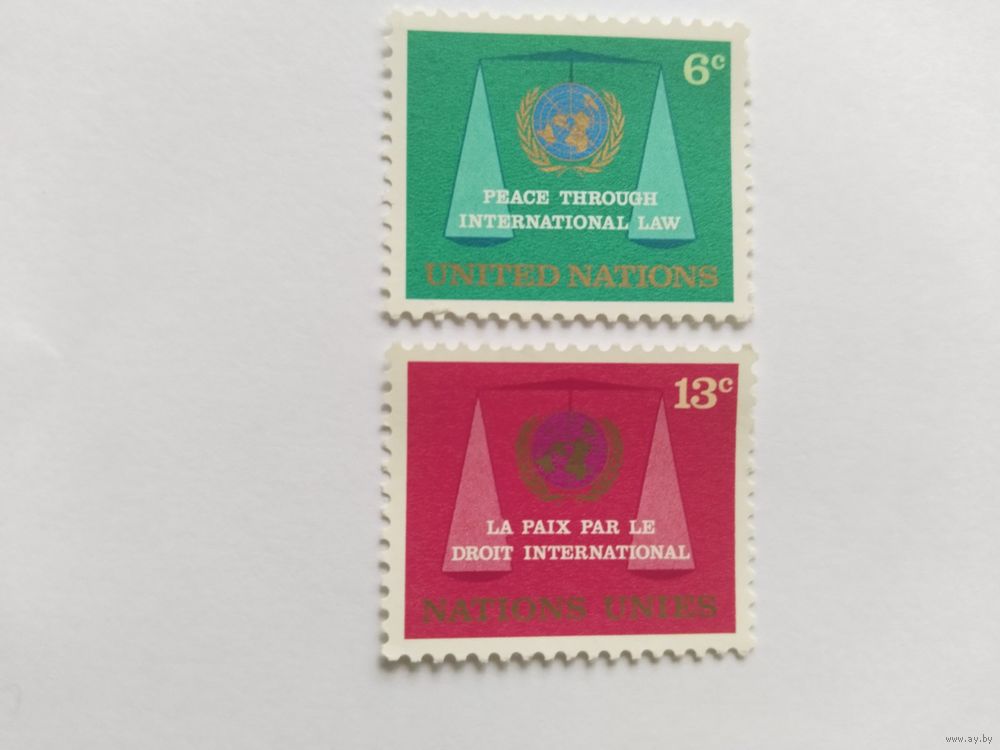 6c
PEACE THROUGH
INTERNATIONAL LAW
UNITED NATIONS
13c
LA PAIX PAR LE
DROIT INTERNATIONAL
NATIONS UNIES
www.ay.by